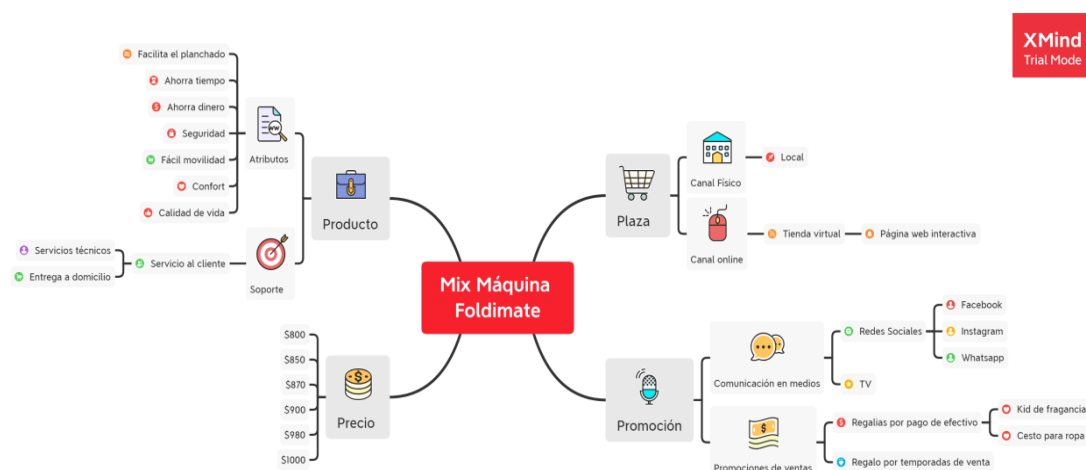 XMind
Trial Mode
Mix Máquina
Foldimate
Producto
Atributos
Facilita el planchado
Ahorra tiempo
Ahorra dinero
Seguridad
Fácil movilidad
Confort
Calidad de vida
Soporte
Servicio al cliente
Servicios técnicos
Entrega a domicilio
Precio
$800
$850
$870
$900
$980
$1000
Plaza
Canal Físico
Local
Canal online
Tienda virtual
Página web interactiva
Promoción
Comunicación en medios
Redes Sociales
Facebook
Instagram
Whatsapp
TV
Promociones de ventas
Regalias por pago de efectivo
Kid de fragancia
Cesto para ropa
Regalo por temporadas de venta